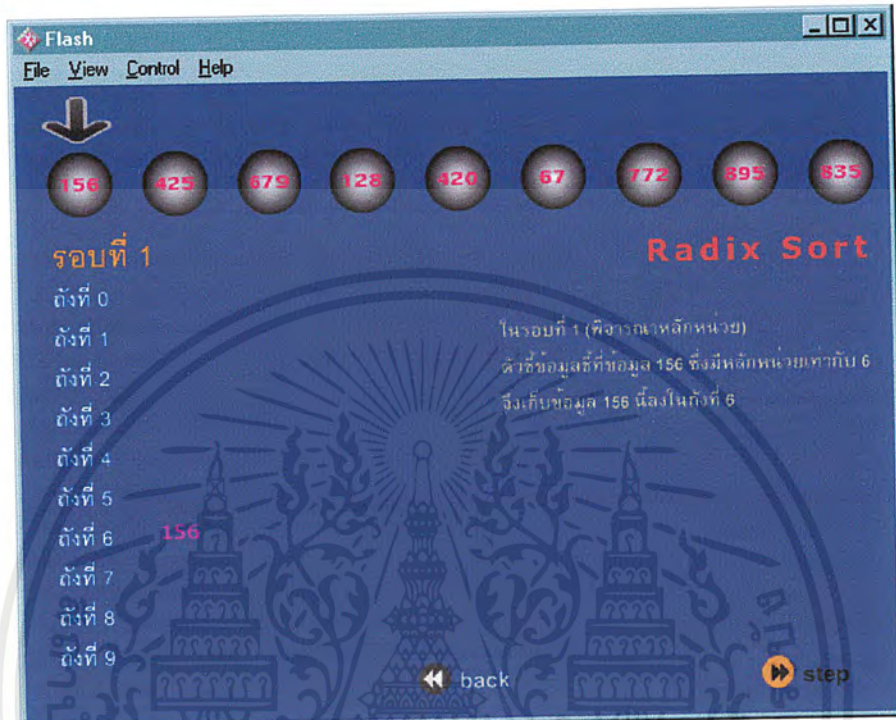 Flash
File View Control Help
156 425 679 128 420 67 772 895 835
รอบที่ 1
Radix Sort
ถังที่ 0
ถังที่ 1
ถังที่ 2
ถังที่ 3
ถังที่ 4
ถังที่ 5
ถังที่ 6 156
ถังที่ 7
ถังที่ 8
ถังที่ 9
ในรอบที่ 1 (พิจารณาหลักหน่วย)
ตัวชี้ข้อมูลชี้ที่ข้อมูล 156 ซึ่งมีหลักหน่วยเท่ากับ 6
จึงเก็บข้อมูล 156 นี้ลงในถังที่ 6
back
step